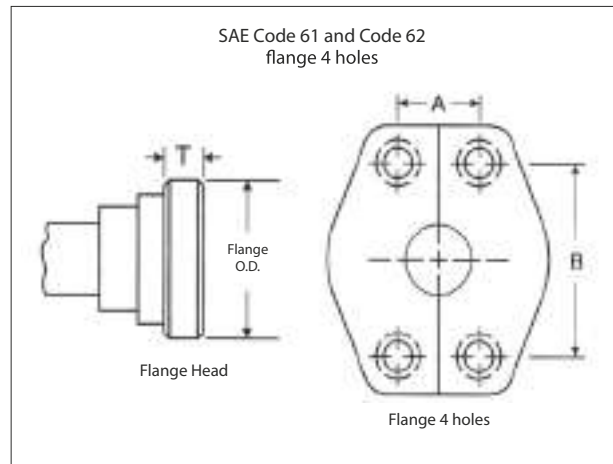 SAE Code 61 and Code 62
flange 4 holes
A
T
Flange
O.D.
B
Flange Head
Flange 4 holes